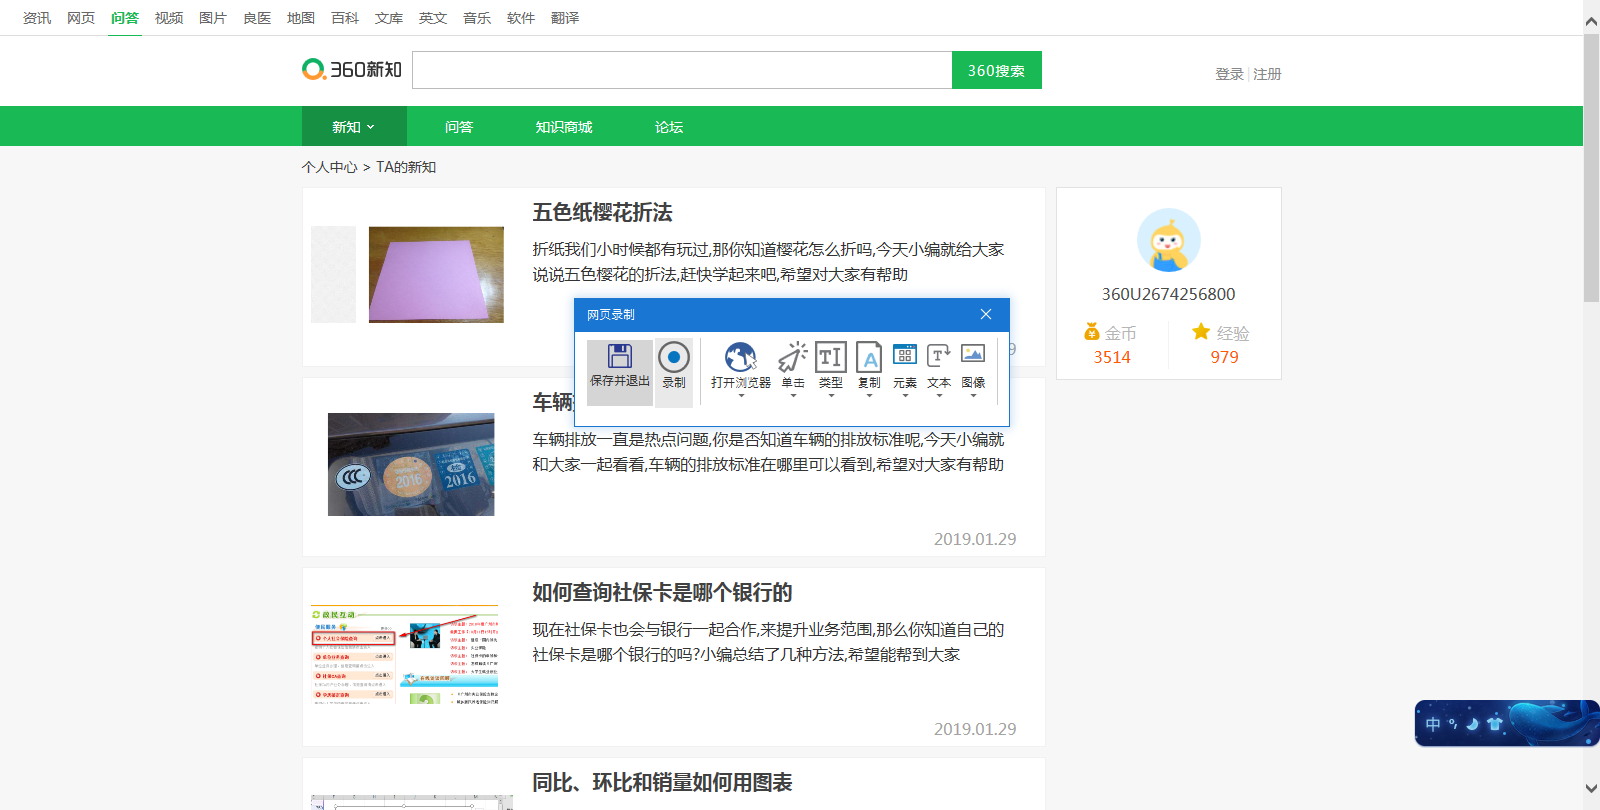 资讯 网页 问答 视频 图片 良医 地图 百科 文库 英文 音乐 软件 翻译
360新知
360搜索
登录 | 注册
新知 问答 知识商城 论坛
个人中心 > TA的新知
五色纸樱花折法
折纸我们小时候都有玩过,那你知道樱花怎么折吗,今天小编就给大家
说说五色樱花的折法,赶快学起来吧,希望对大家有帮助
9
360U2674256800
金币 经验
3514 979
网页录制
保存并退出 录制 打开浏览器 单击 类型 复制 元素 文本 图像
车辆
车辆排放一直是热点问题,你是否知道车辆的排放标准呢,今天小编就
和大家一起看看,车辆的排放标准在哪里可以看到,希望对大家有帮助
2016
2016
2019.01.29
如何查询社保卡是哪个银行的
现在社保卡也会与银行一起合作,来提升业务范围,那么你知道自己的
社保卡是哪个银行的吗?小编总结了几种方法,希望能帮到大家
政民互动
2019.01.29
中
同比、环比和销量如何用图表